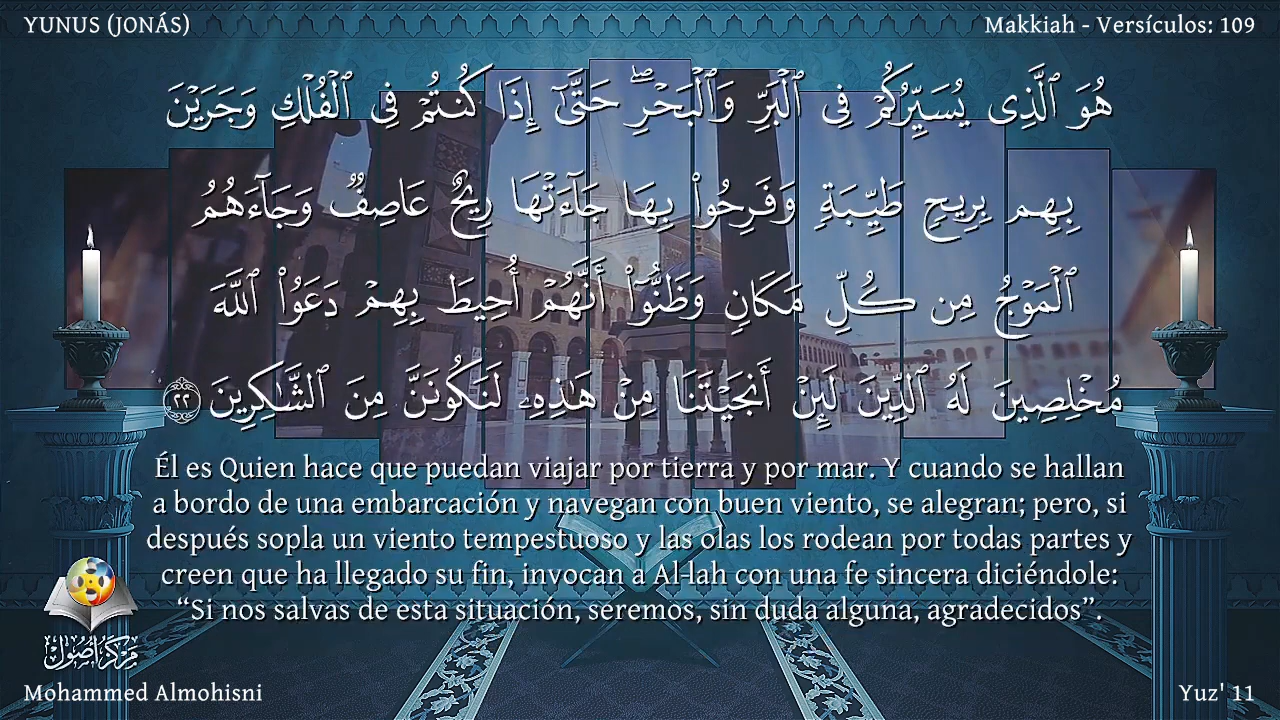 YUNUS (JONÁS)
Makkiah - Versículos: 109
هُوَ ٱلَّذِى يُسَيِّرُكُمْ فِى ٱلْبَرِّ وَٱلْبَحْرِ ۖ حَتَّىٰٓ إِذَا كُنتُمْ فِى ٱلْفُلْكِ وَجَرَيْنَ
بِهِم بِرِيحٍ طَيِّبَةٍ وَفَرِحُوا۟ بِهَا جَآءَتْهَا رِيحٌ عَاصِفٌ وَجَآءَهُمُ
ٱلْمَوْجُ مِن كُلِّ مَكَانٍ وَظَنُّوٓا۟ أَنَّهُمْ أُحِيطَ بِهِمْ دَعَوُا۟ ٱللَّهَ
مُخْلِصِينَ لَهُ ٱلدِّينَ لَئِنْ أَنجَيْتَنَا مِنْ هَٰذِهِۦ لَنَكُونَنَّ مِنَ ٱلشَّٰكِرِينَ ٢٢
Él es Quien hace que puedan viajar por tierra y por mar. Y cuando se hallan
a bordo de una embarcación y navegan con buen viento, se alegran; pero, si
después sopla un viento tempestuoso y las olas los rodean por todas partes y
creen que ha llegado su fin, invocan a Al-lah con una fe sincera diciéndole:
“Si nos salvas de esta situación, seremos, sin duda alguna, agradecidos”.
مركز أصول
Mohammed Almohisni
Yuz' 11